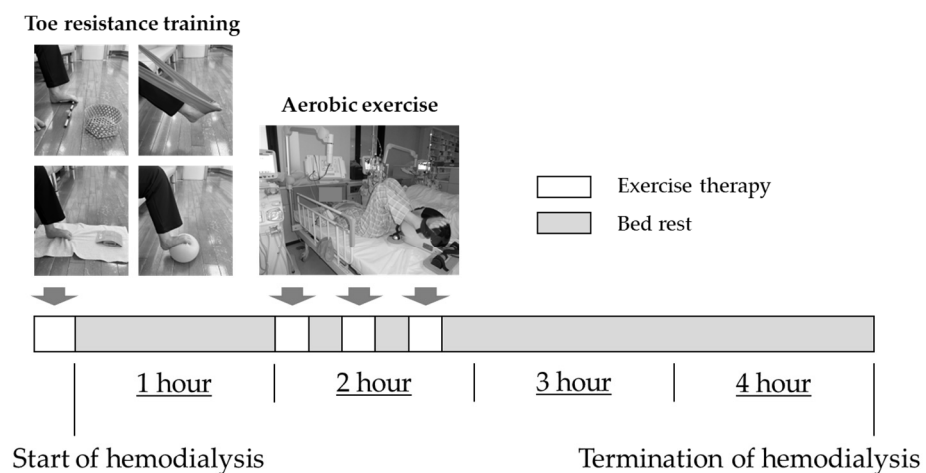 Toe resistance training
Aerobic exercise
Exercise therapy
Bed rest
1 hour
2 hour
3 hour
4 hour
Start of hemodialysis
Termination of hemodialysis